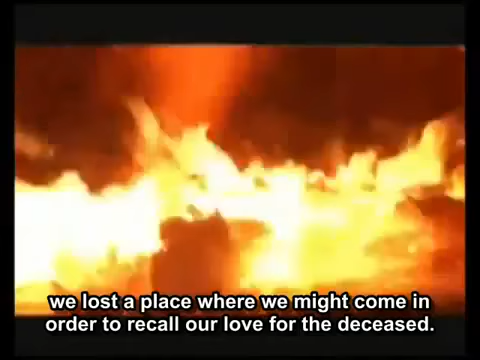 we lost a place where we might come in
order to recall our love for the deceased.